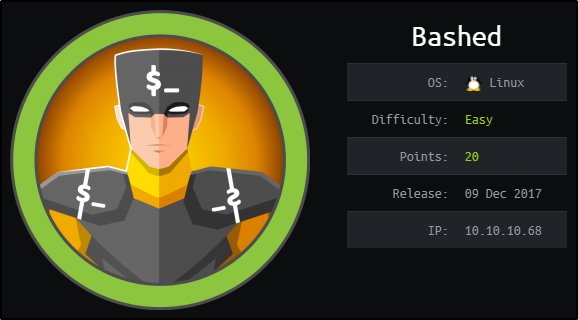 Bashed
$_
OS: Linux
$_
Difficulty: Easy
Points: 20
$_
Release: 09 Dec 2017
IP: 10.10.10.68